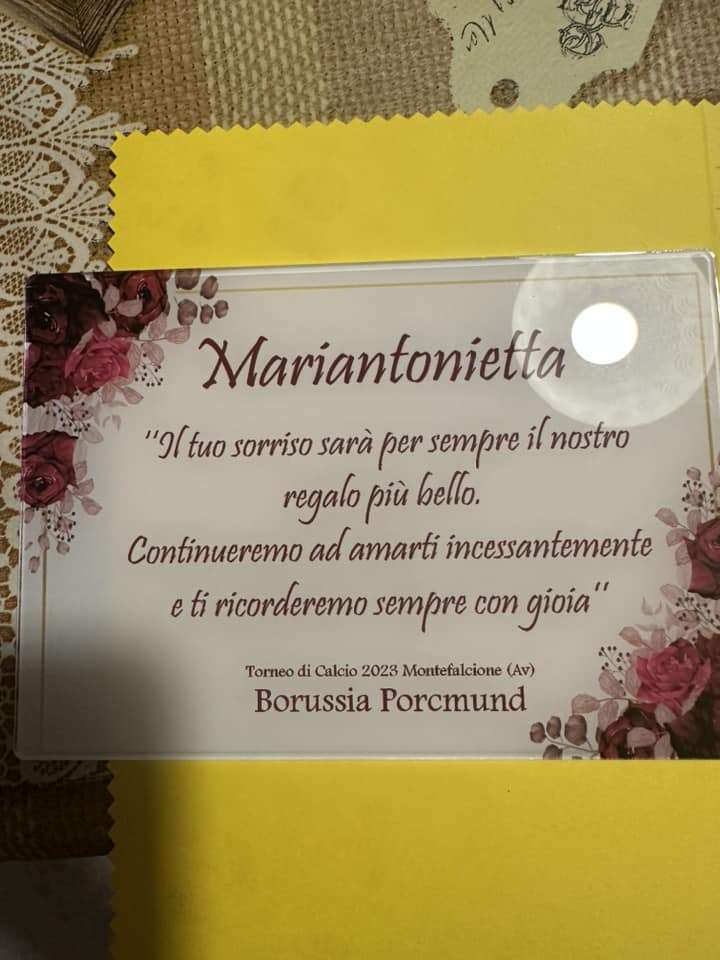 Mariantonietta
"Il tuo sorriso sarà per sempre il nostro
regalo più bello.
Continueremo ad amarti incessantemente
e ti ricorderemo sempre con gioia"
Torneo di Calcio 2023 Montefalcione (Av)
Borussia Porcmund